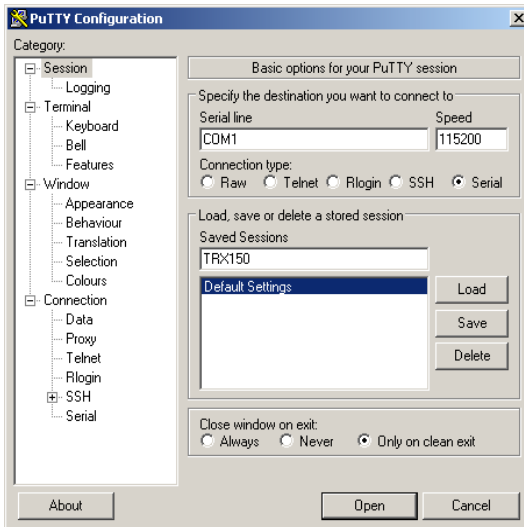 PuTTY Configuration
Category:
Session
Logging
Terminal
Keyboard
Bell
Features
Window
Appearance
Behaviour
Translation
Selection
Colours
Connection
Data
Proxy
Telnet
Rlogin
SSH
Serial
Basic options for your PuTTY session
Specify the destination you want to connect to
Serial line Speed
COM1 115200
Connection type:
Raw Telnet Rlogin SSH Serial
Load, save or delete a stored session
Saved Sessions
TRX150
Default Settings
Load
Save
Delete
Close window on exit:
Always Never Only on clean exit
About Open Cancel